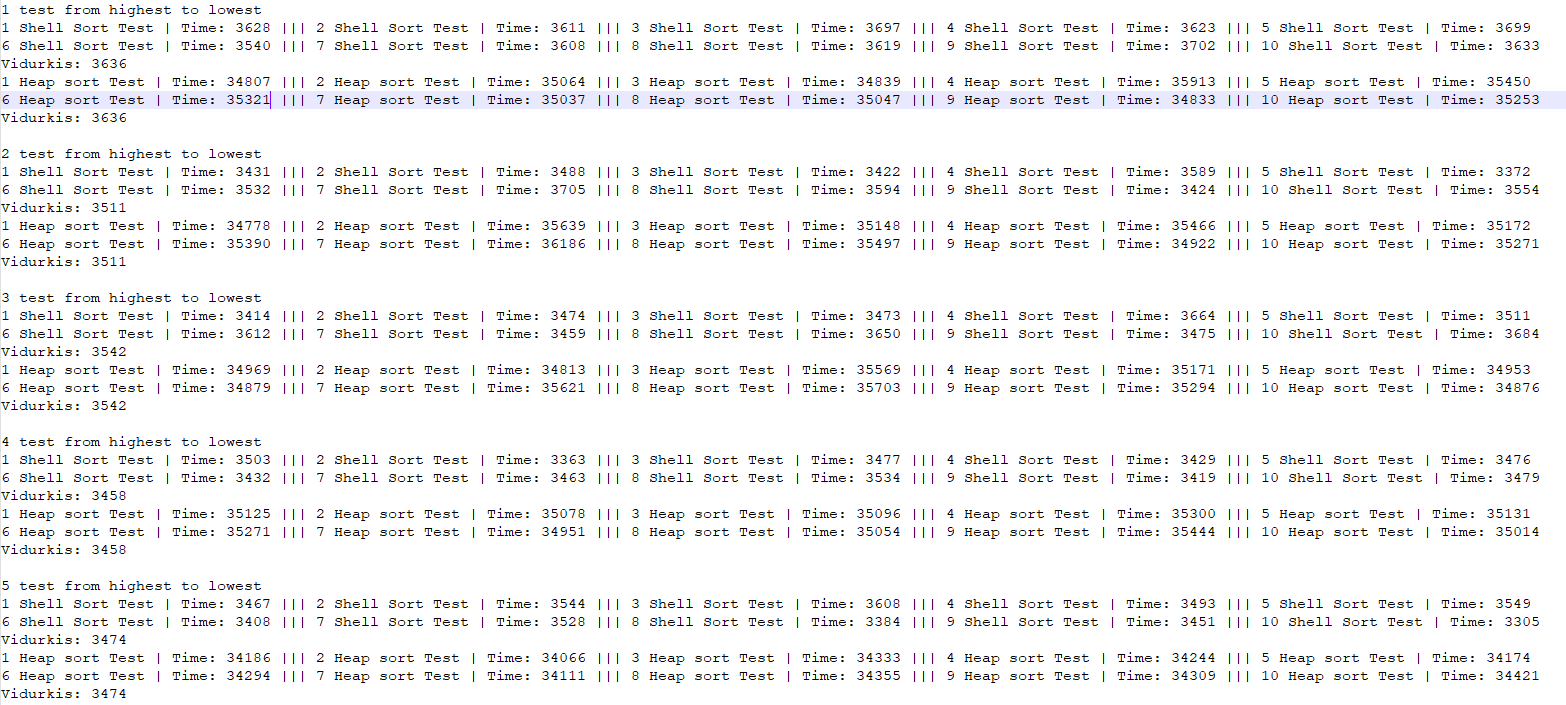 1 test from highest to lowest
1 Shell Sort Test | Time: 3628 ||| 2 Shell Sort Test | Time: 3611 ||| 3 Shell Sort Test | Time: 3697 ||| 4 Shell Sort Test | Time: 3623 ||| 5 Shell Sort Test | Time: 3699
6 Shell Sort Test | Time: 3540 ||| 7 Shell Sort Test | Time: 3608 ||| 8 Shell Sort Test | Time: 3619 ||| 9 Shell Sort Test | Time: 3702 ||| 10 Shell Sort Test | Time: 3633
Vidurkis: 3636
1 Heap sort Test | Time: 34807 ||| 2 Heap sort Test | Time: 35064 ||| 3 Heap sort Test | Time: 34839 ||| 4 Heap sort Test | Time: 35913 ||| 5 Heap sort Test | Time: 35450
6 Heap sort Test | Time: 35321 ||| 7 Heap sort Test | Time: 35037 ||| 8 Heap sort Test | Time: 35047 ||| 9 Heap sort Test | Time: 34833 ||| 10 Heap sort Test | Time: 35253
Vidurkis: 3636
2 test from highest to lowest
1 Shell Sort Test | Time: 3431 ||| 2 Shell Sort Test | Time: 3488 ||| 3 Shell Sort Test | Time: 3422 ||| 4 Shell Sort Test | Time: 3589 ||| 5 Shell Sort Test | Time: 3372
6 Shell Sort Test | Time: 3532 ||| 7 Shell Sort Test | Time: 3705 ||| 8 Shell Sort Test | Time: 3594 ||| 9 Shell Sort Test | Time: 3424 ||| 10 Shell Sort Test | Time: 3554
Vidurkis: 3511
1 Heap sort Test | Time: 34778 ||| 2 Heap sort Test | Time: 35639 ||| 3 Heap sort Test | Time: 35148 ||| 4 Heap sort Test | Time: 35466 ||| 5 Heap sort Test | Time: 35172
6 Heap sort Test | Time: 35390 ||| 7 Heap sort Test | Time: 36186 ||| 8 Heap sort Test | Time: 35497 ||| 9 Heap sort Test | Time: 34922 ||| 10 Heap sort Test | Time: 35271
Vidurkis: 3511
3 test from highest to lowest
1 Shell Sort Test | Time: 3414 ||| 2 Shell Sort Test | Time: 3474 ||| 3 Shell Sort Test | Time: 3473 ||| 4 Shell Sort Test | Time: 3664 ||| 5 Shell Sort Test | Time: 3511
6 Shell Sort Test | Time: 3612 ||| 7 Shell Sort Test | Time: 3459 ||| 8 Shell Sort Test | Time: 3650 ||| 9 Shell Sort Test | Time: 3475 ||| 10 Shell Sort Test | Time: 3684
Vidurkis: 3542
1 Heap sort Test | Time: 34969 ||| 2 Heap sort Test | Time: 34813 ||| 3 Heap sort Test | Time: 35569 ||| 4 Heap sort Test | Time: 35171 ||| 5 Heap sort Test | Time: 34953
6 Heap sort Test | Time: 34879 ||| 7 Heap sort Test | Time: 35621 ||| 8 Heap sort Test | Time: 35703 ||| 9 Heap sort Test | Time: 35294 ||| 10 Heap sort Test | Time: 34876
Vidurkis: 3542
4 test from highest to lowest
1 Shell Sort Test | Time: 3503 ||| 2 Shell Sort Test | Time: 3363 ||| 3 Shell Sort Test | Time: 3477 ||| 4 Shell Sort Test | Time: 3429 ||| 5 Shell Sort Test | Time: 3476
6 Shell Sort Test | Time: 3432 ||| 7 Shell Sort Test | Time: 3463 ||| 8 Shell Sort Test | Time: 3534 ||| 9 Shell Sort Test | Time: 3419 ||| 10 Shell Sort Test | Time: 3479
Vidurkis: 3458
1 Heap sort Test | Time: 35125 ||| 2 Heap sort Test | Time: 35078 ||| 3 Heap sort Test | Time: 35096 ||| 4 Heap sort Test | Time: 35300 ||| 5 Heap sort Test | Time: 35131
6 Heap sort Test | Time: 35271 ||| 7 Heap sort Test | Time: 34951 ||| 8 Heap sort Test | Time: 35054 ||| 9 Heap sort Test | Time: 35444 ||| 10 Heap sort Test | Time: 35014
Vidurkis: 3458
5 test from highest to lowest
1 Shell Sort Test | Time: 3467 ||| 2 Shell Sort Test | Time: 3544 ||| 3 Shell Sort Test | Time: 3608 ||| 4 Shell Sort Test | Time: 3493 ||| 5 Shell Sort Test | Time: 3549
6 Shell Sort Test | Time: 3408 ||| 7 Shell Sort Test | Time: 3528 ||| 8 Shell Sort Test | Time: 3384 ||| 9 Shell Sort Test | Time: 3451 ||| 10 Shell Sort Test | Time: 3305
Vidurkis: 3474
1 Heap sort Test | Time: 34186 ||| 2 Heap sort Test | Time: 34066 ||| 3 Heap sort Test | Time: 34333 ||| 4 Heap sort Test | Time: 34244 ||| 5 Heap sort Test | Time: 34174
6 Heap sort Test | Time: 34294 ||| 7 Heap sort Test | Time: 34111 ||| 8 Heap sort Test | Time: 34355 ||| 9 Heap sort Test | Time: 34309 ||| 10 Heap sort Test | Time: 34421
Vidurkis: 3474